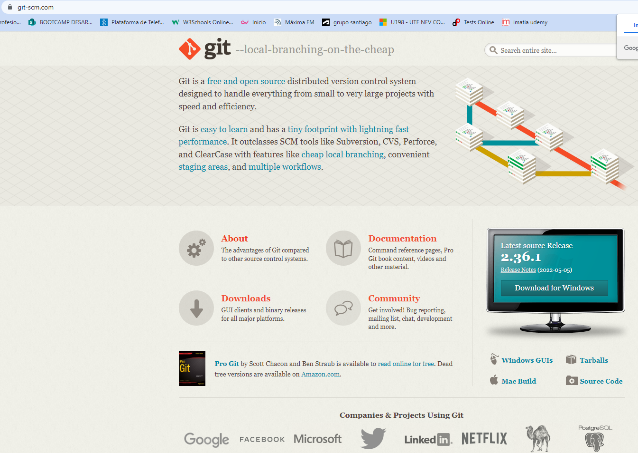 git-scm.com
BOOTCAMP DESAR...
Plataforma de Telef...
W3Schools Online...
Inicio
Máxima FM
grupo santiago
U198 • UTE NEV CO...
Tests Online
matia udemy
git --local-branching-on-the-cheap
Search entire site...
Git is a free and open source distributed version control system
designed to handle everything from small to very large projects with
speed and efficiency.
Git is easy to learn and has a tiny footprint with lightning fast
performance. It outclasses SCM tools like Subversion, CVS, Perforce,
and ClearCase with features like cheap local branching, convenient
staging areas, and multiple workflows.
About
The advantages of Git compared
to other source control systems.
Documentation
Command reference pages, Pro
Git book content, videos and
other material.
Downloads
GUI clients and binary releases
for all major platforms.
Community
Get involved! Bug reporting,
mailing list, chat, development
and more.
Latest source Release
2.36.1
Release Notes (2022-05-05)
Download for Windows
Pro Git by Scott Chacon and Ben Straub is available to read online for free. Dead
tree versions are available on Amazon.com.
Windows GUIs
Tarballs
Mac Build
Source Code
Companies & Projects Using Git
Google
FACEBOOK
Microsoft
LinkedIn
NETFLIX
PostgreSQL